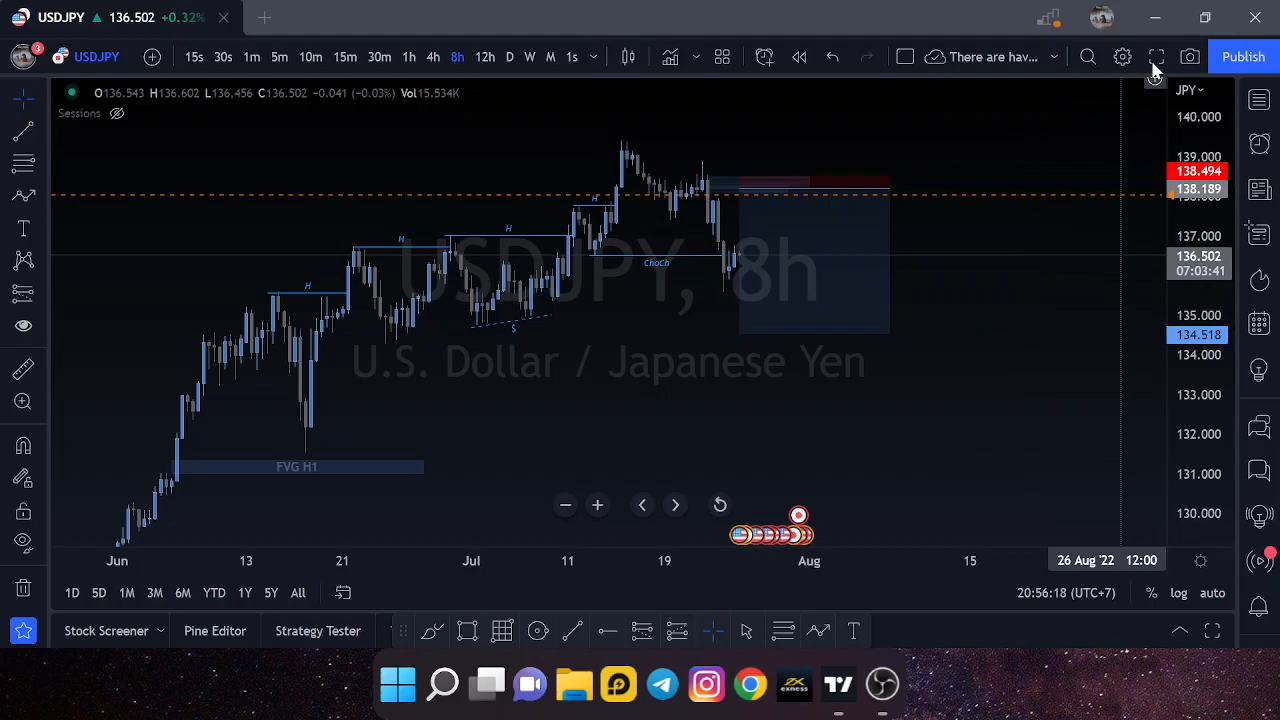 USDJPY ▲ 136.502 +0.32%
3 USDJPY 15s 30s 1m 5m 10m 15m 30m 1h 4h 8h 12h D W M 1s There are hav... Publish
O136.543 H136.602 L136.456 C136.502 −0.041 (−0.03%) Vol15.534K
Sessions
JPY
140.000
139.000
138.494
138.189
137.000
136.502
07:03:41
135.000
134.518
134.000
133.000
132.000
131.000
130.000
H
H
H
H
ChoCh
$
USDJPY, 8h
U.S. Dollar / Japanese Yen
FVG H1
Jun 13 21 Jul 11 19 Aug 15 26 Aug '22 12:00
1D 5D 1M 3M 6M YTD 1Y 5Y All 20:56:18 (UTC+7) % log auto
Stock Screener Pine Editor Strategy Tester
exness